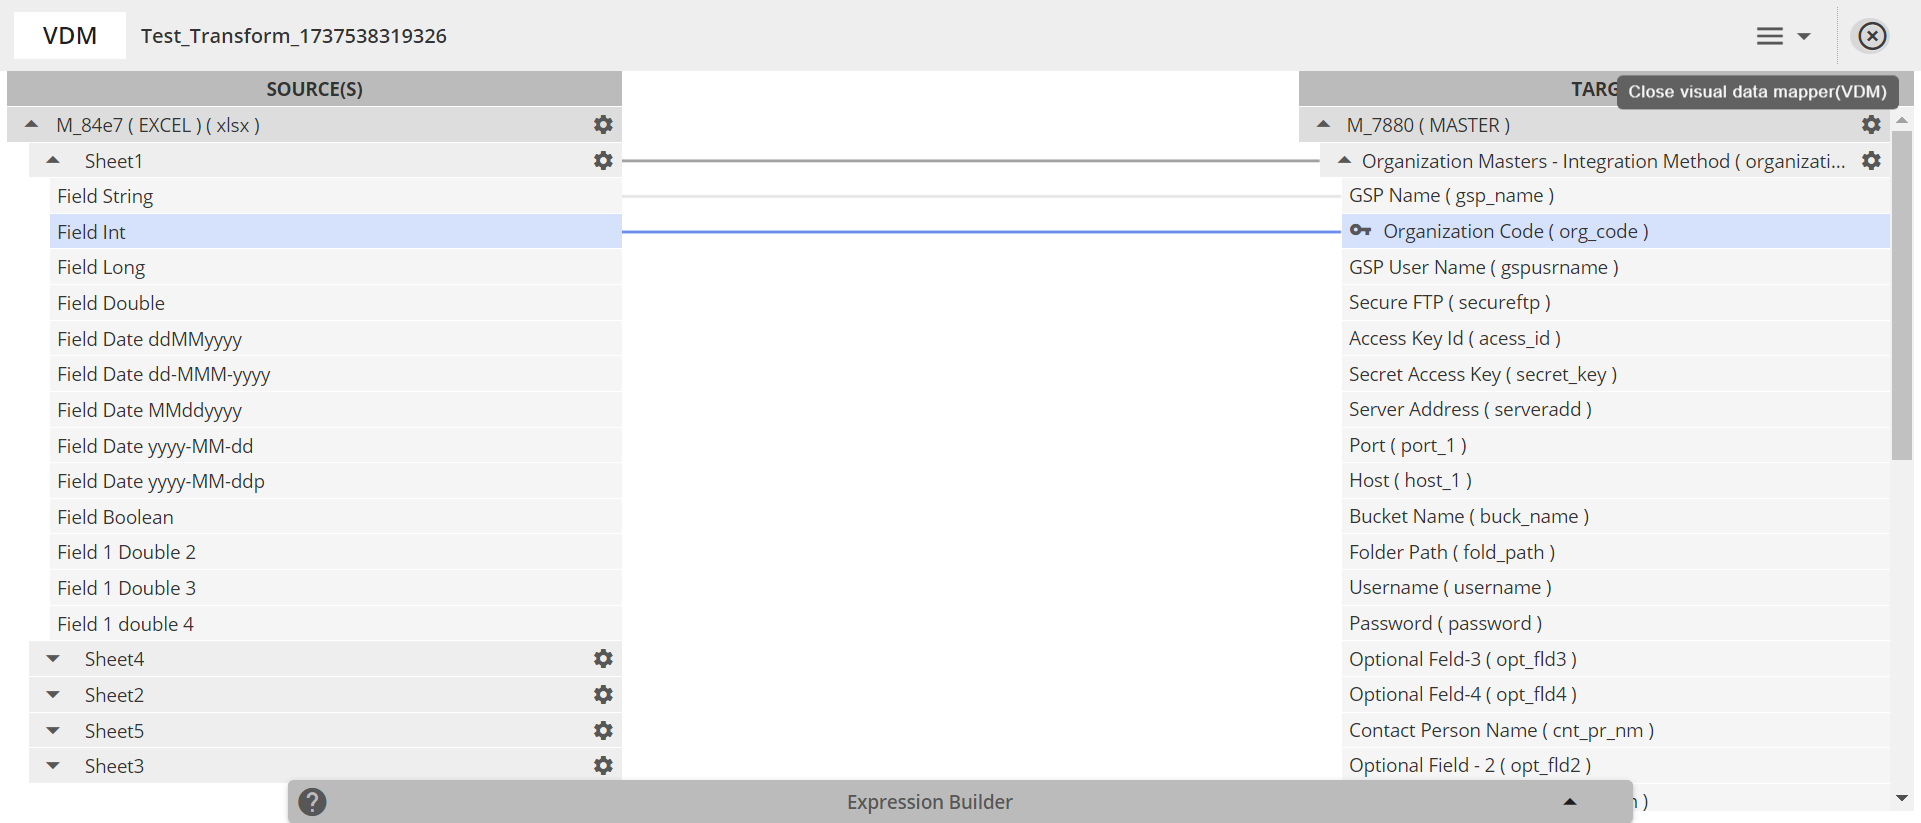 VDM
Test_Transform_1737538319326
SOURCE(S)
Close visual data mapper(VDM)
M_84e7 ( EXCEL ) ( xlsx )
Sheet1
Field String
Field Int
Field Long
Field Double
Field Date ddMMyyyy
Field Date dd-MMM-yyyy
Field Date MMddyyyy
Field Date yyyy-MM-dd
Field Date yyyy-MM-ddp
Field Boolean
Field 1 Double 2
Field 1 Double 3
Field 1 double 4
Sheet4
Sheet2
Sheet5
Sheet3
M_7880 ( MASTER )
Organization Masters - Integration Method ( organizati...
GSP Name ( gsp_name )
Organization Code ( org_code )
GSP User Name ( gspusrname )
Secure FTP ( secureftp )
Access Key Id ( acess_id )
Secret Access Key ( secret_key )
Server Address ( serveradd )
Port ( port_1 )
Host ( host_1 )
Bucket Name ( buck_name )
Folder Path ( fold_path )
Username ( username )
Password ( password )
Optional Feld-3 ( opt_fld3 )
Optional Feld-4 ( opt_fld4 )
Contact Person Name ( cnt_pr_nm )
Optional Field - 2 ( opt_fld2 )
Expression Builder